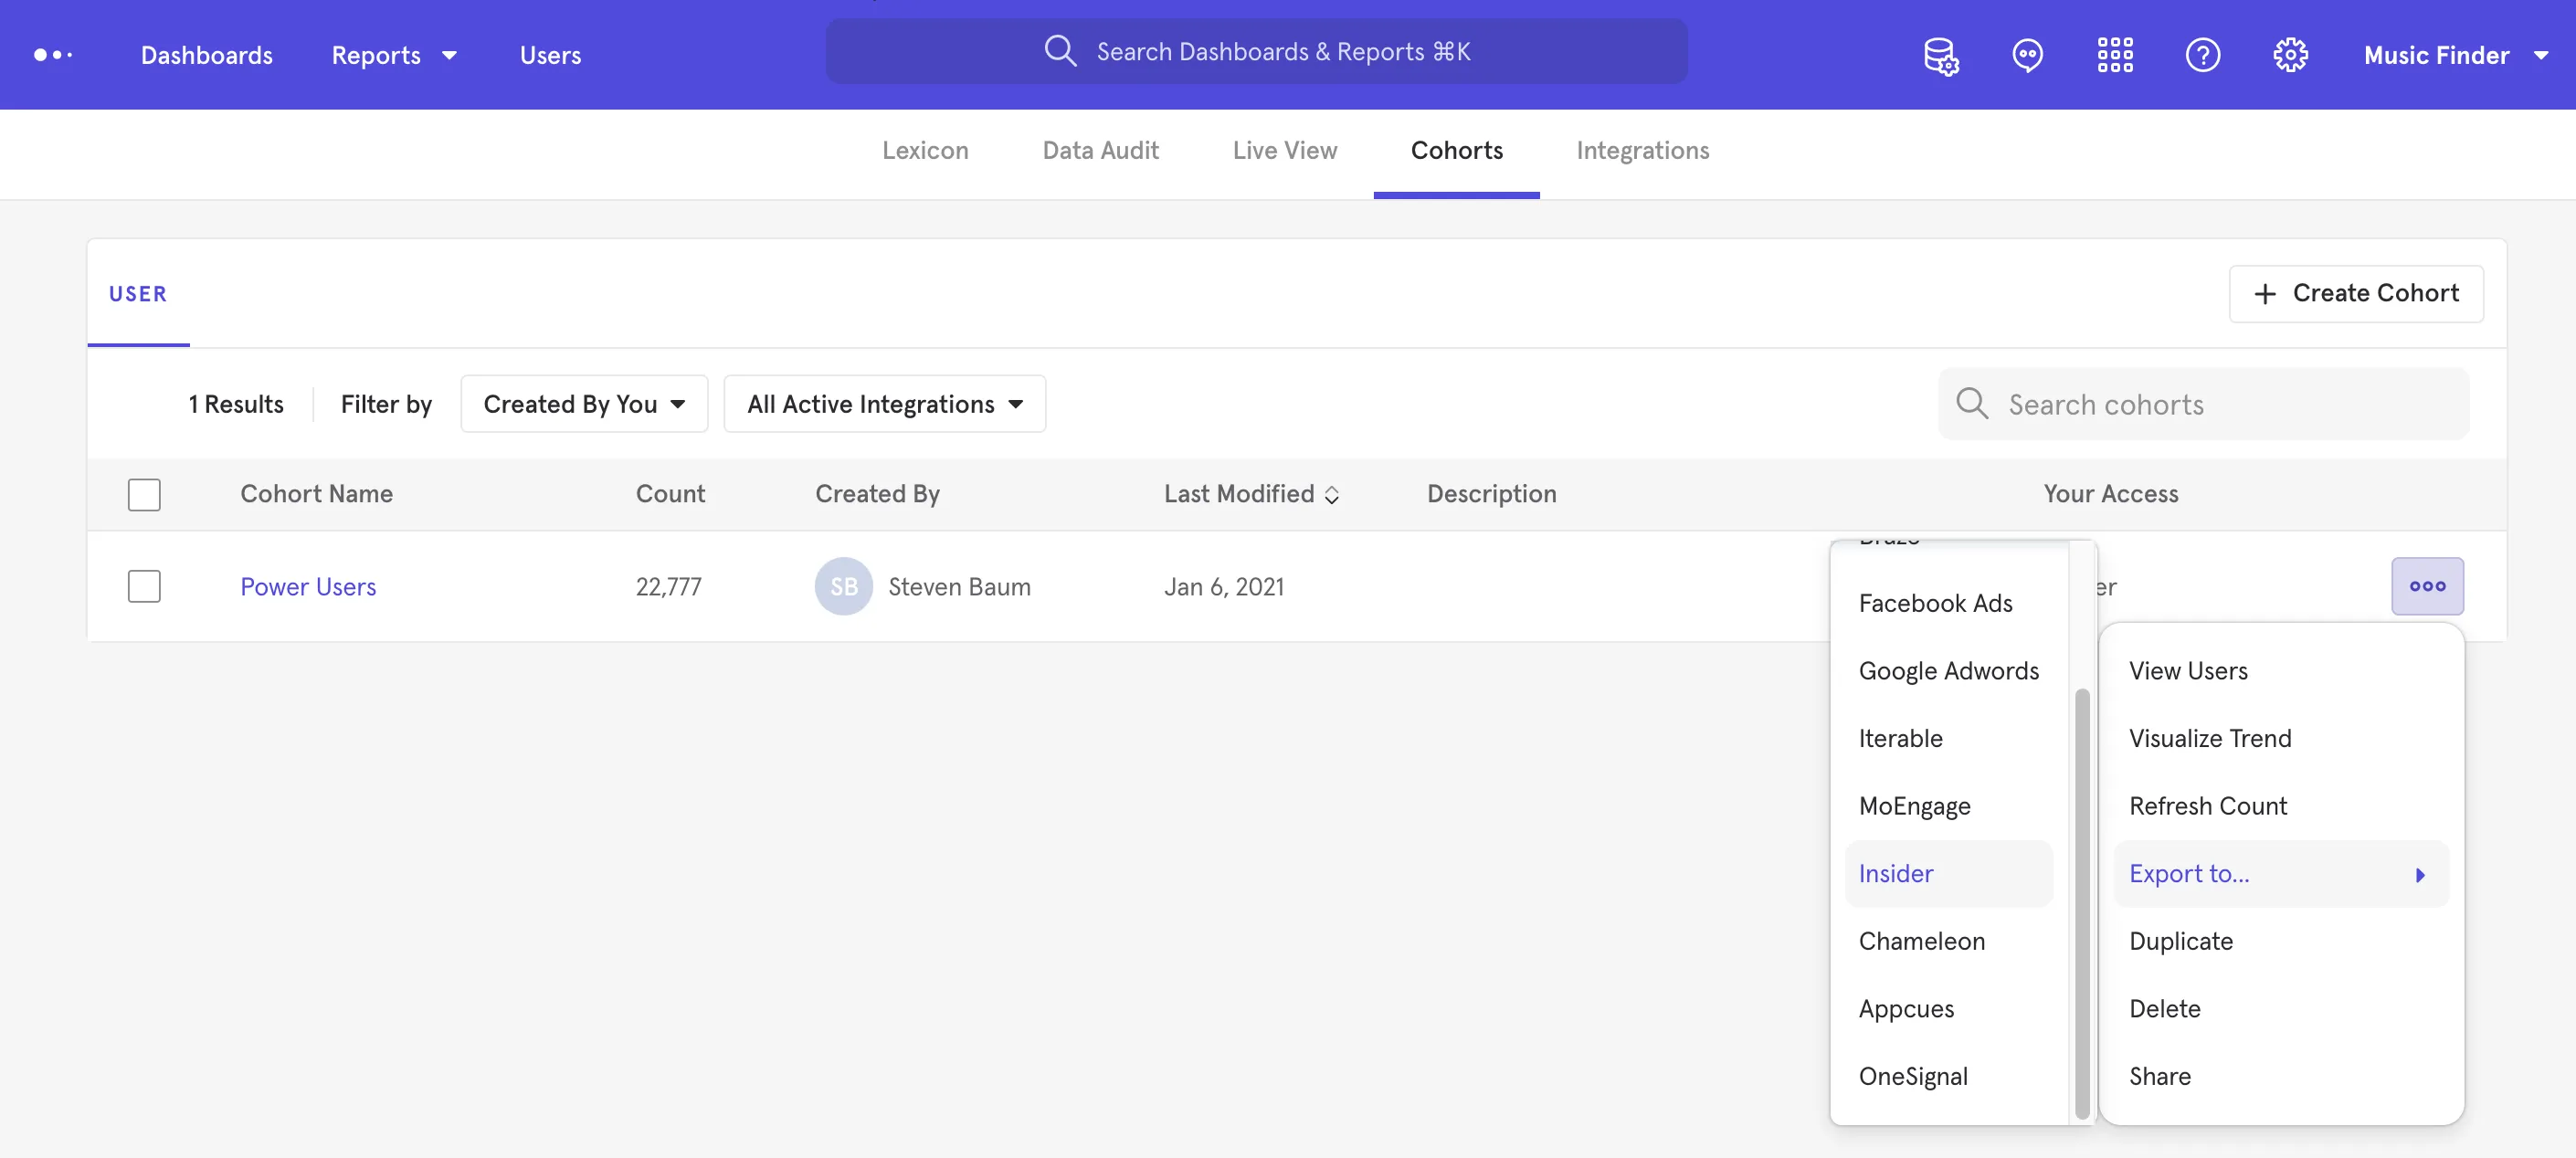 Dashboards Reports Users
Search Dashboards & Reports ⌘K
Music Finder
Lexicon Data Audit Live View Cohorts Integrations
USER
+ Create Cohort
1 Results Filter by Created By You All Active Integrations
Search cohorts
Cohort Name Count Created By Last Modified Description Your Access
Power Users 22,777 SB Steven Baum Jan 6, 2021
Facebook Ads
Google Adwords
Iterable
MoEngage
Insider
Chameleon
Appcues
OneSignal
View Users
Visualize Trend
Refresh Count
Export to...
Duplicate
Delete
Share